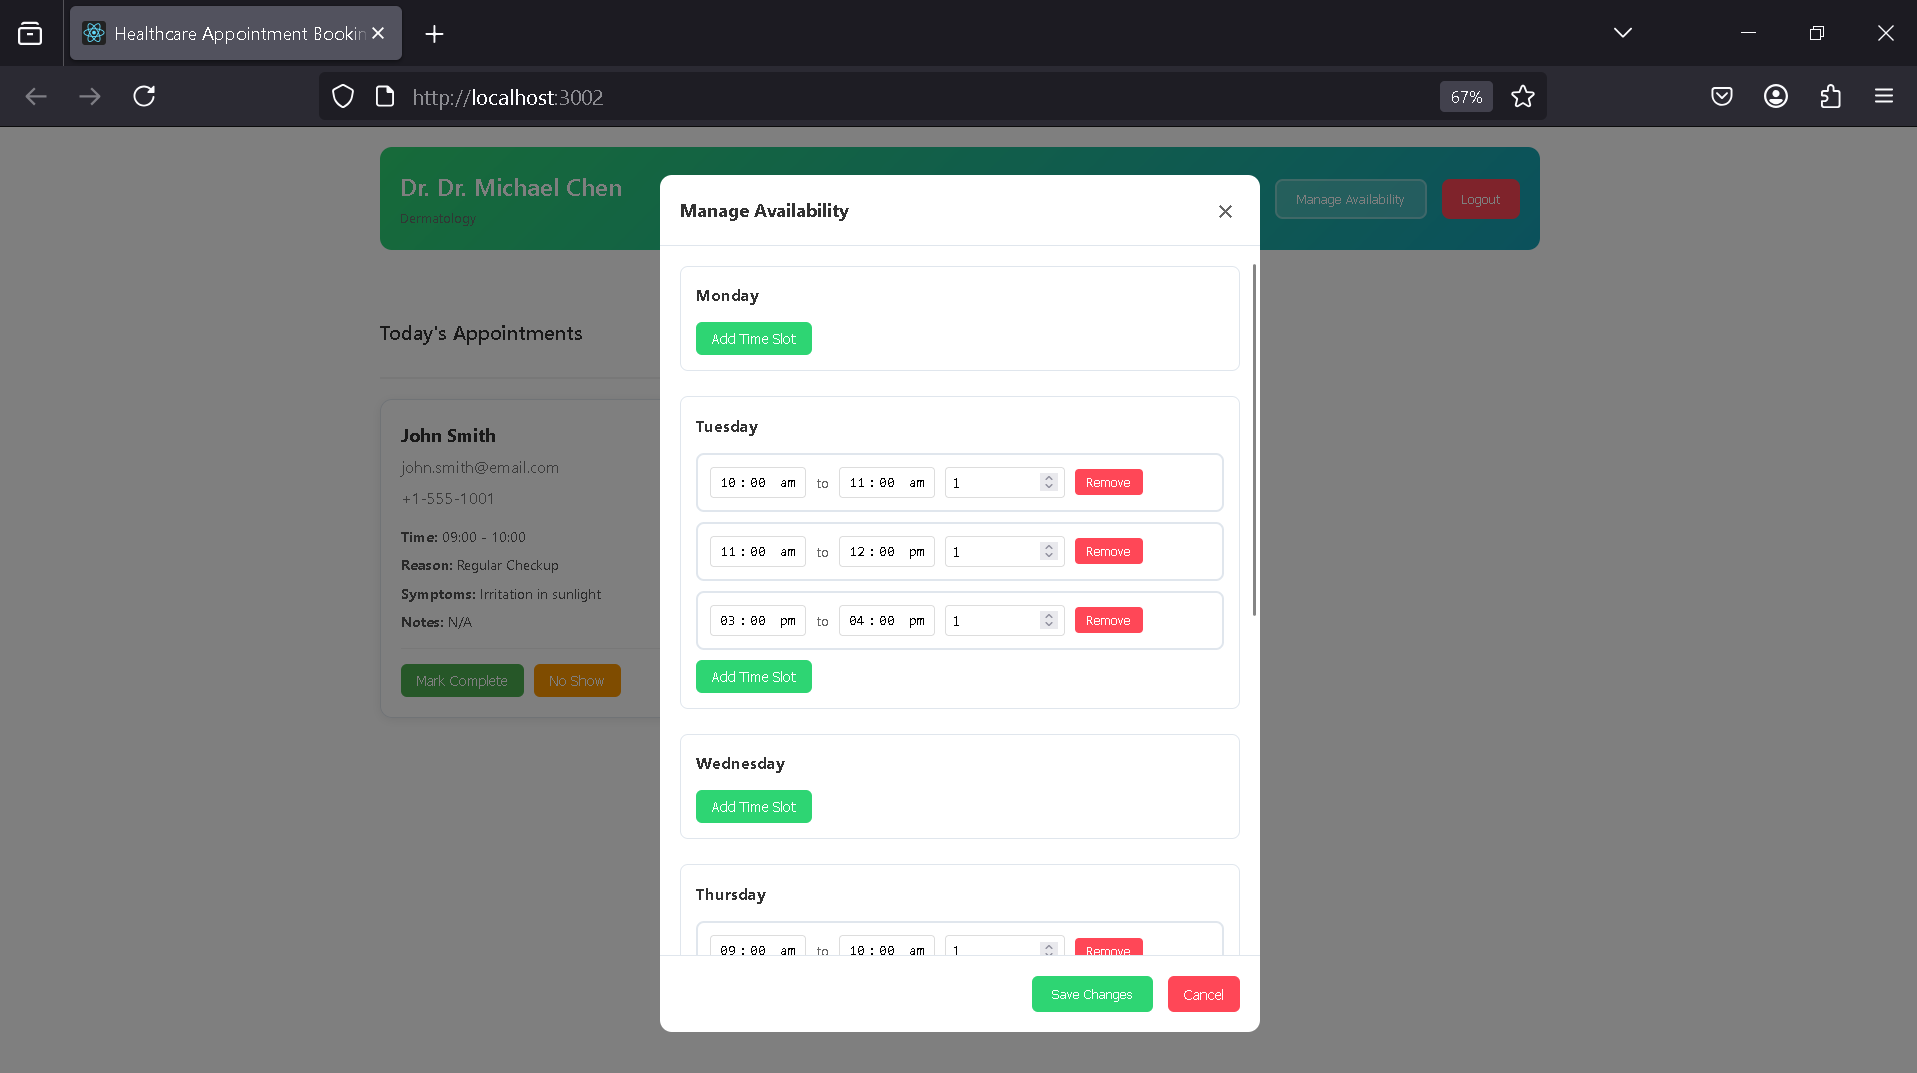 Healthcare Appointment Bookin
http://localhost:3002
67%
Dr. Dr. Michael Chen
Dermatology
Manage Availability
Logout
Today's Appointments
John Smith
john.smith@email.com
+1-555-1001
Time: 09:00 - 10:00
Reason: Regular Checkup
Symptoms: Irritation in sunlight
Notes: N/A
Mark Complete No Show
Manage Availability
Monday
Add Time Slot
Tuesday
10:00 am to 11:00 am 1 Remove
11:00 am to 12:00 pm 1 Remove
03:00 pm to 04:00 pm 1 Remove
Add Time Slot
Wednesday
Add Time Slot
Thursday
09:00 am to 10:00 am 1 Remove
Save Changes Cancel